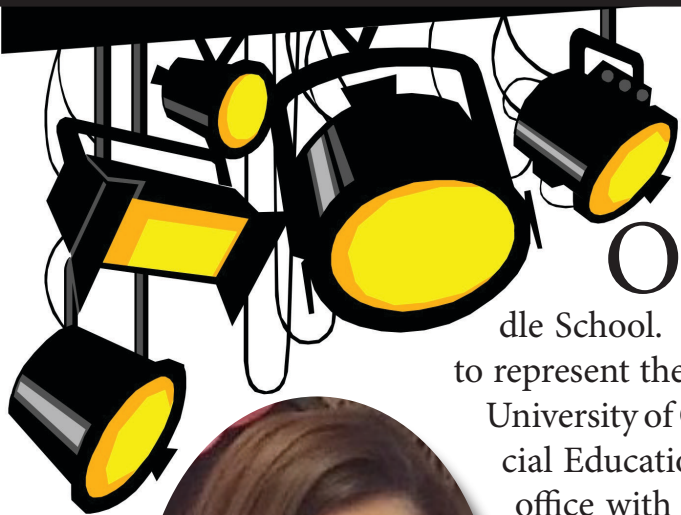 O
dle School.
to represent the
University of
cial Educatio
office with